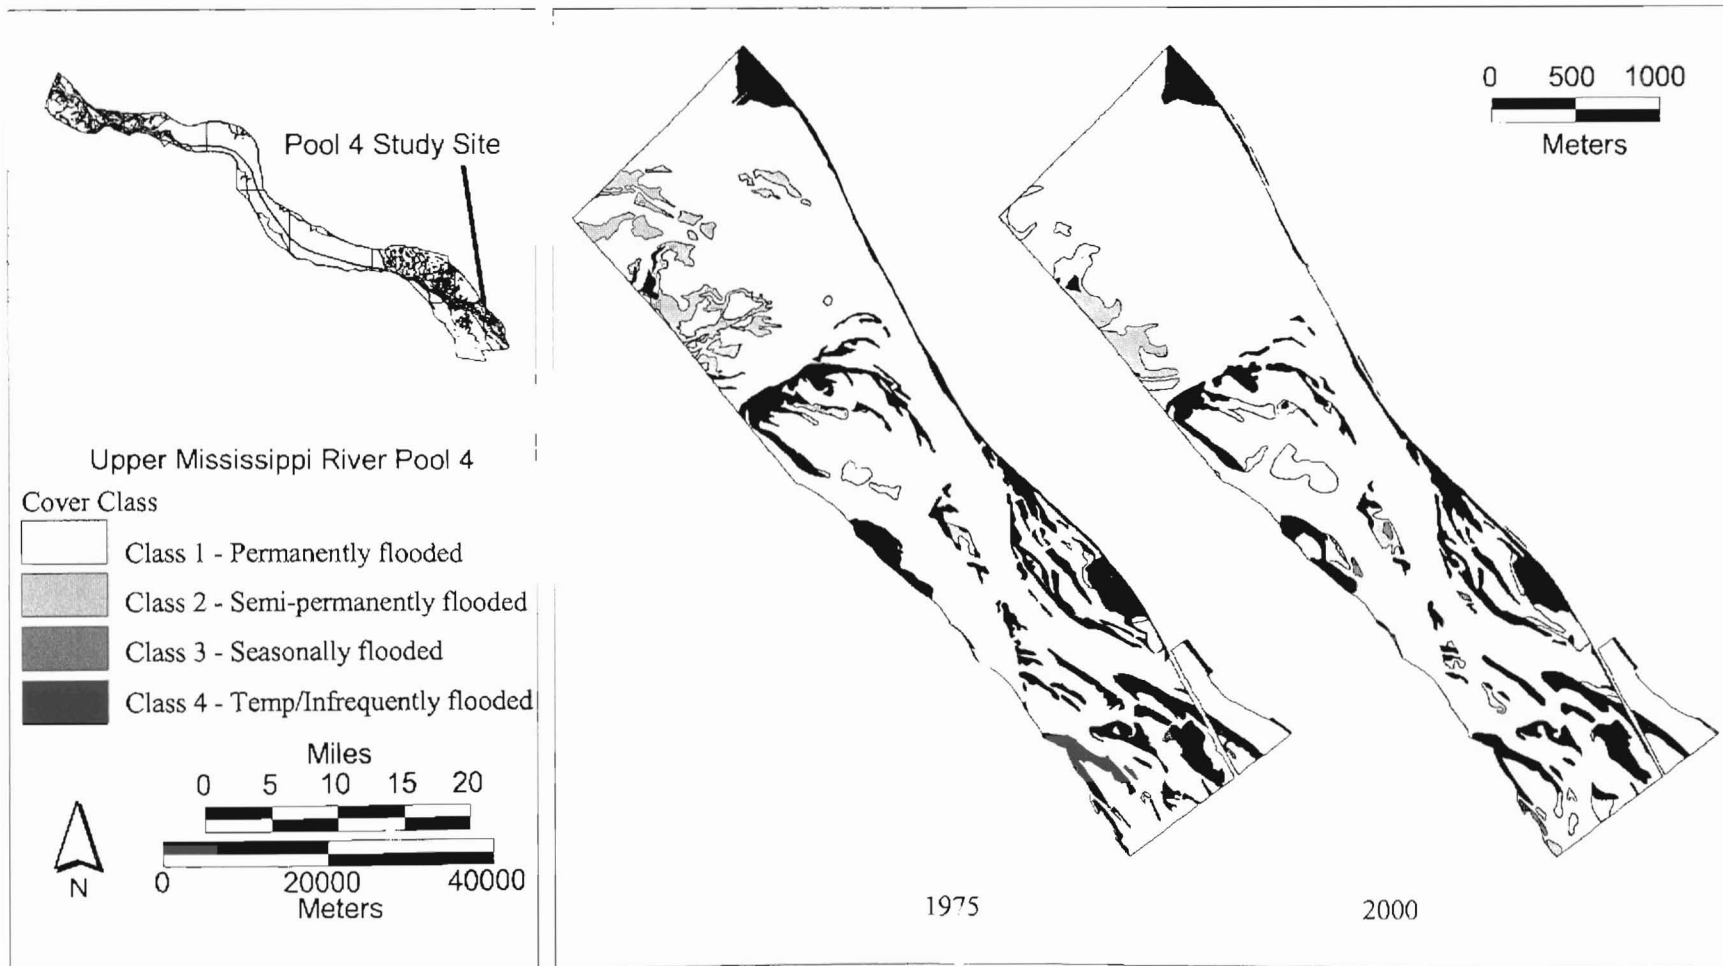 Pool 4 Study Site
Upper Mississippi River Pool 4
Cover Class
Class 1 - Permanently flooded
Class 2 - Semi-permanently flooded
Class 3 - Seasonally flooded
Class 4 - Temp/Infrequently flooded
Miles
0 5 10 15 20
N
0 20000 40000
Meters
0 500 1000
Meters
1975
2000